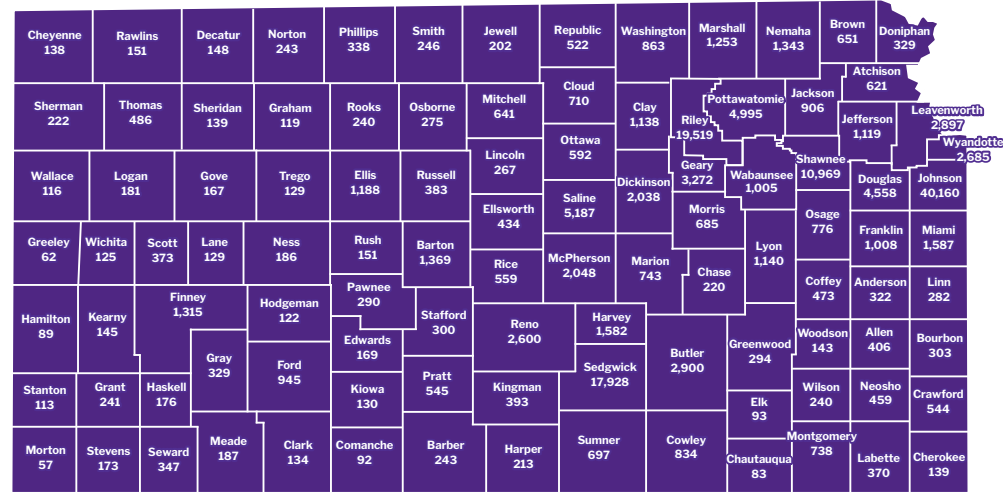 Cheyenne
138
Rawlins
151
Decatur
148
Norton
243
Phillips
338
Smith
246
Jewell
202
Republic
522
Washington
863
Marshall
1,253
Nemaha
1,343
Brown
651
Doniphan
329
Sherman
222
Thomas
486
Sheridan
139
Graham
119
Rooks
240
Osborne
275
Mitchell
641
Cloud
710
Clay
1,138
Riley
19,519
Pottawatomie
4,995
Jackson
906
Atchison
621
Jefferson
1,119
Leavenworth
2,897
Wyandotte
2,685
Wallace
116
Logan
181
Gove
167
Trego
129
Ellis
1,188
Russell
383
Lincoln
267
Ottawa
592
Dickinson
2,038
Geary
3,272
Wabaunsee
1,005
Shawnee
10,969
Douglas
4,558
Johnson
40,160
Greeley
62
Wichita
125
Scott
373
Lane
129
Ness
186
Rush
151
Barton
1,369
Ellsworth
434
Saline
5,187
Morris
685
Osage
776
Franklin
1,008
Miami
1,587
Rice
559
McPherson
2,048
Marion
743
Chase
220
Lyon
1,140
Coffey
473
Anderson
322
Linn
282
Hamilton
89
Kearny
145
Finney
1,315
Hodgeman
122
Pawnee
290
Stafford
300
Edwards
169
Reno
2,600
Harvey
1,582
Sedgwick
17,928
Butler
2,900
Greenwood
294
Woodson
143
Allen
406
Bourbon
303
Gray
329
Ford
945
Stanton
113
Grant
241
Haskell
176
Kiowa
130
Pratt
545
Kingman
393
Elk
93
Wilson
240
Neosho
459
Crawford
544
Morton
57
Stevens
173
Seward
347
Meade
187
Clark
134
Comanche
92
Barber
243
Harper
213
Sumner
697
Cowley
834
Chautauqua
83
Montgomery
738
Labette
370
Cherokee
139